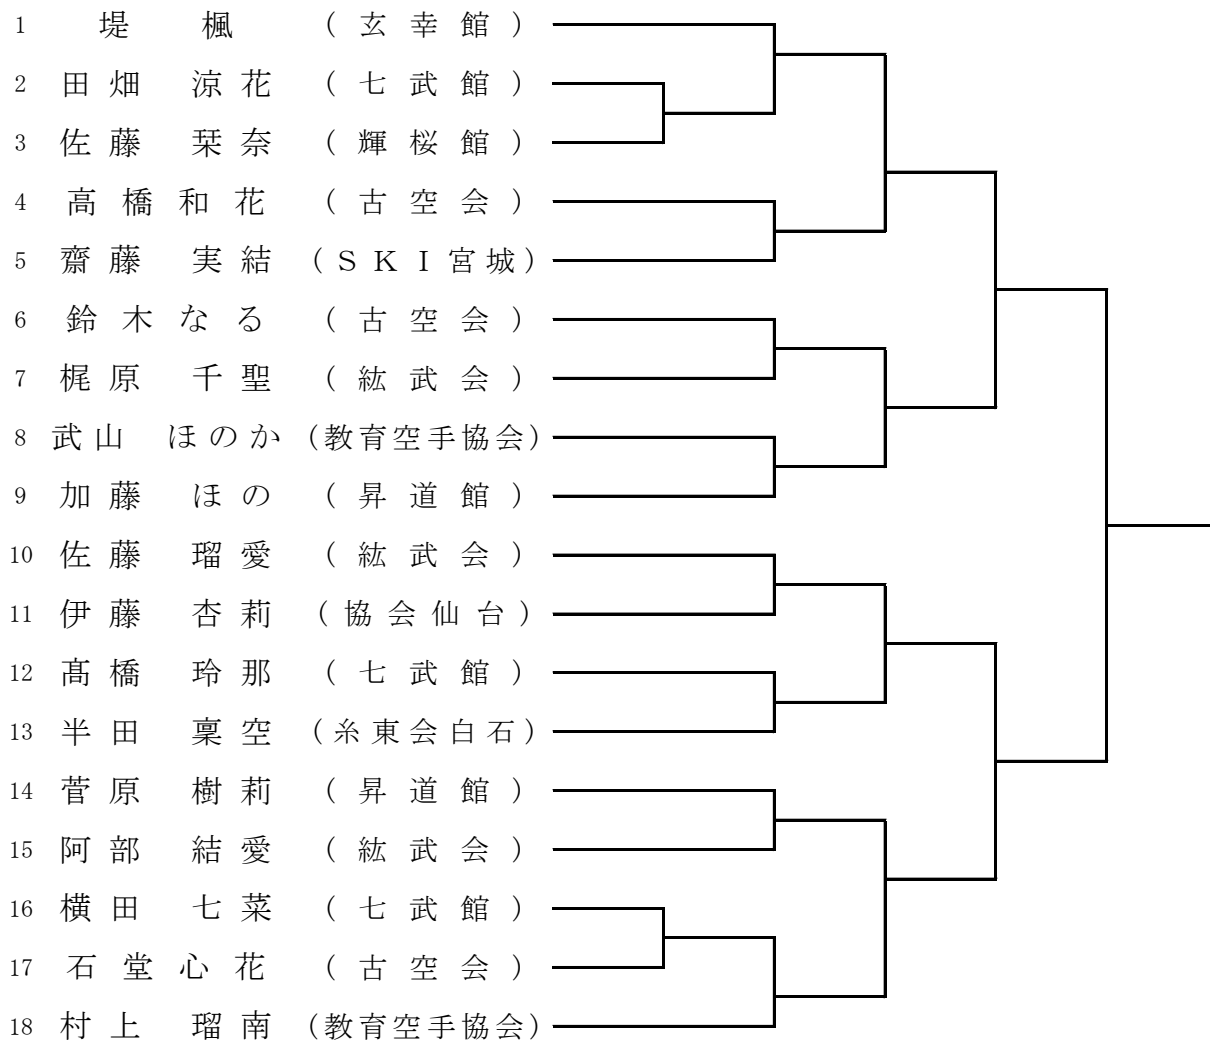 1 堤 楓 (玄幸館)
2 田畑 涼花 (七武館)
3 佐藤 栞奈 (輝桜館)
4 高橋和花 (古空会)
5 齋藤 実結 (SKI宮城)
6 鈴木なる (古空会)
7 梶原 千聖 (紘武会)
8 武山 ほのか (教育空手協会)
9 加藤 ほの (昇道館)
10 佐藤 瑠愛 (紘武会)
11 伊藤 杏莉 (協会仙台)
12 髙橋 玲那 (七武館)
13 半田 稟空 (糸東会白石)
14 菅原 樹莉 (昇道館)
15 阿部 結愛 (紘武会)
16 横田 七菜 (七武館)
17 石堂心花 (古空会)
18 村上 瑠南 (教育空手協会)